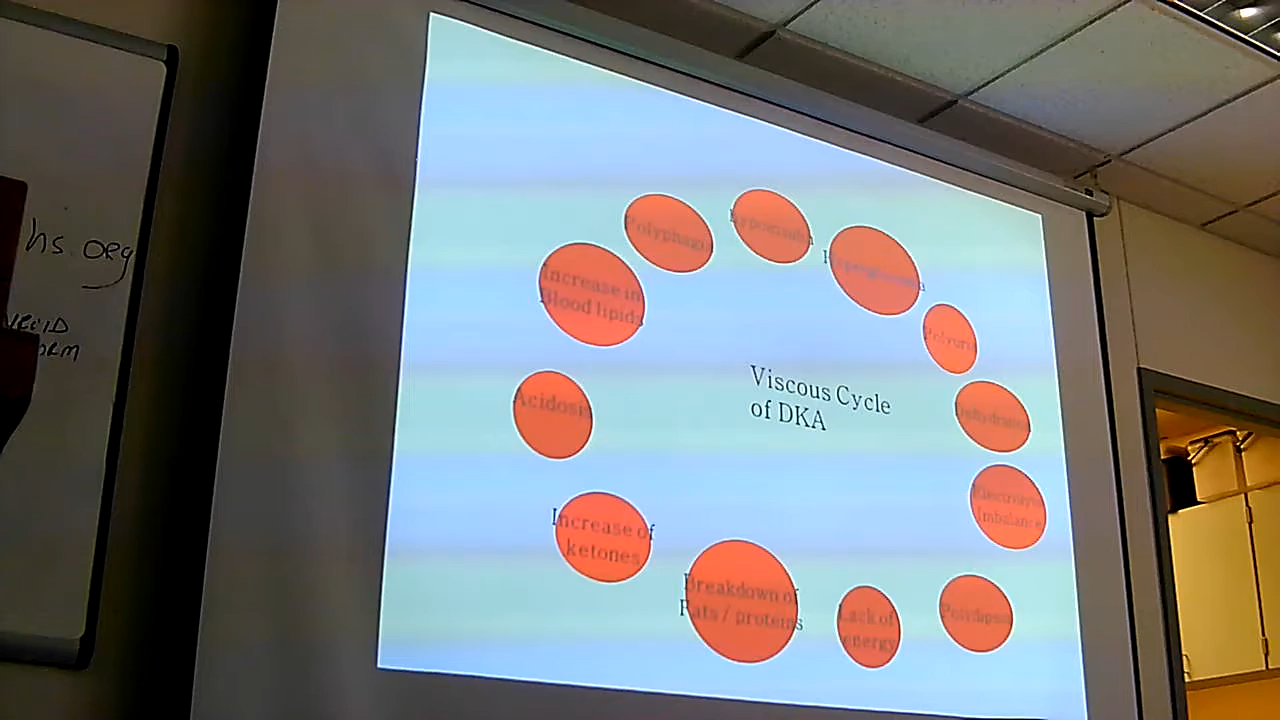 hs.org
ORM
Viscous Cycle
of DKA
Polyphagia
Polyuria
Dehydration
Electrolyte
Imbalance
Polydipsia
Lack of
energy
Breakdown of
Fats / proteins
Increase of
ketones
Acidosis
Increase in
Blood lipids